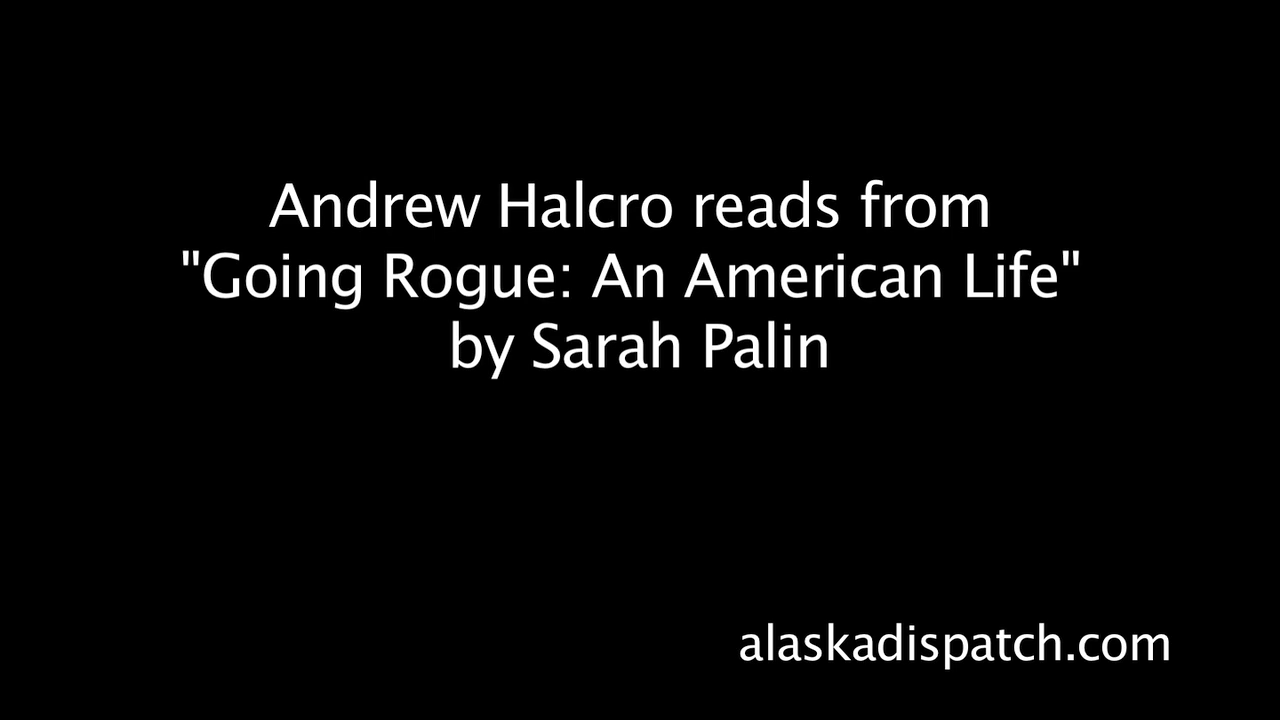 Andrew Halcro reads from
"Going Rogue: An American Life"
by Sarah Palin
alaskadispatch.com